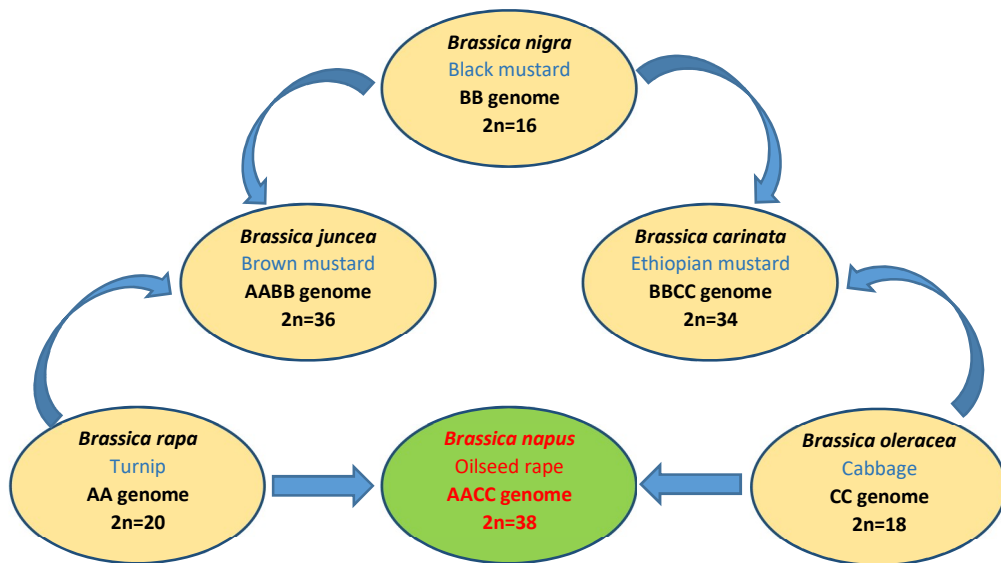 Brassica nigra
Black mustard
BB genome
2n=16
Brassica juncea
Brown mustard
AABB genome
2n=36
Brassica carinata
Ethiopian mustard
BBCC genome
2n=34
Brassica rapa
Turnip
AA genome
2n=20
Brassica napus
Oilseed rape
AACC genome
2n=38
Brassica oleracea
Cabbage
CC genome
2n=18